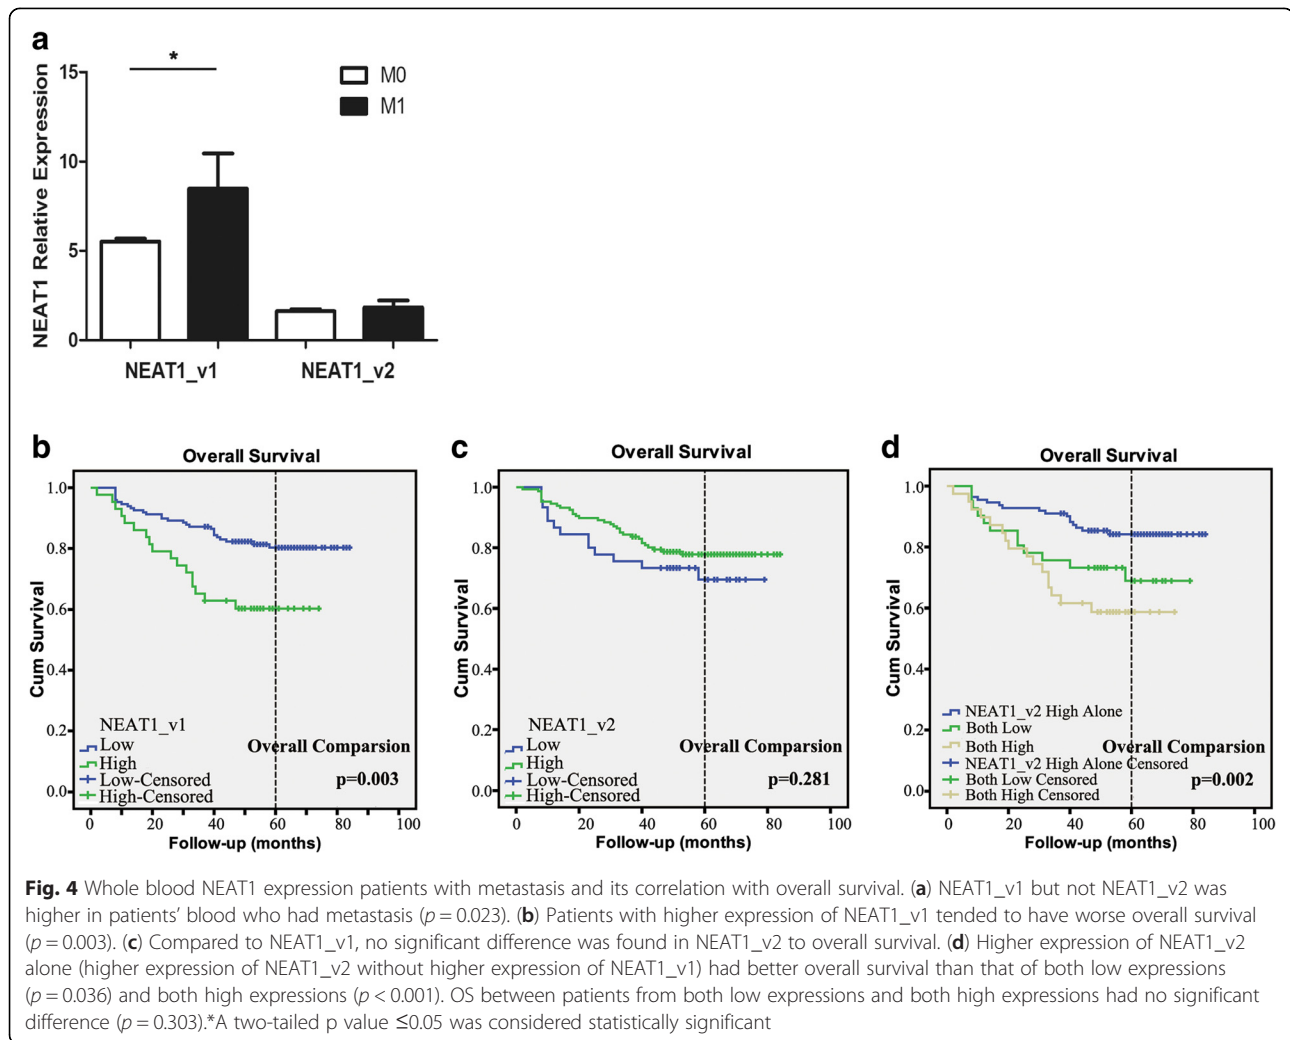 a
*
15
10
5
0
NEAT1 Relative Expression
M0
M1
NEAT1_v1
NEAT1_v2
b
Overall Survival
1.0
0.8
0.6
0.4
0.2
0.0
Cum Survival
NEAT1_v1
Low
High
Low-Censored
High-Censored
Overall Comparsion
p=0.003
0 20 40 60 80 100
Follow-up (months)
c
Overall Survival
1.0
0.8
0.6
0.4
0.2
0.0
Cum Survival
NEAT1_v2
Low
High
Low-Censored
High-Censored
Overall Comparsion
p=0.281
0 20 40 60 80 100
Follow-up (months)
d
Overall Survival
1.0
0.8
0.6
0.4
0.2
0.0
Cum Survival
NEAT1_v2 High Alone
Both Low
Both High
NEAT1_v2 High Alone Censored
Both Low Censored
Both High Censored
Overall Comparsion
p=0.002
0 20 40 60 80 100
Follow-up (months)
Fig. 4 Whole blood NEAT1 expression patients with metastasis and its correlation with overall survival. (a) NEAT1_v1 but not NEAT1_v2 was
higher in patients’ blood who had metastasis (p = 0.023). (b) Patients with higher expression of NEAT1_v1 tended to have worse overall survival
(p = 0.003). (c) Compared to NEAT1_v1, no significant difference was found in NEAT1_v2 to overall survival. (d) Higher expression of NEAT1_v2
alone (higher expression of NEAT1_v2 without higher expression of NEAT1_v1) had better overall survival than that of both low expressions
(p = 0.036) and both high expressions (p < 0.001). OS between patients from both low expressions and both high expressions had no significant
difference (p = 0.303).*A two-tailed p value ≤0.05 was considered statistically significant